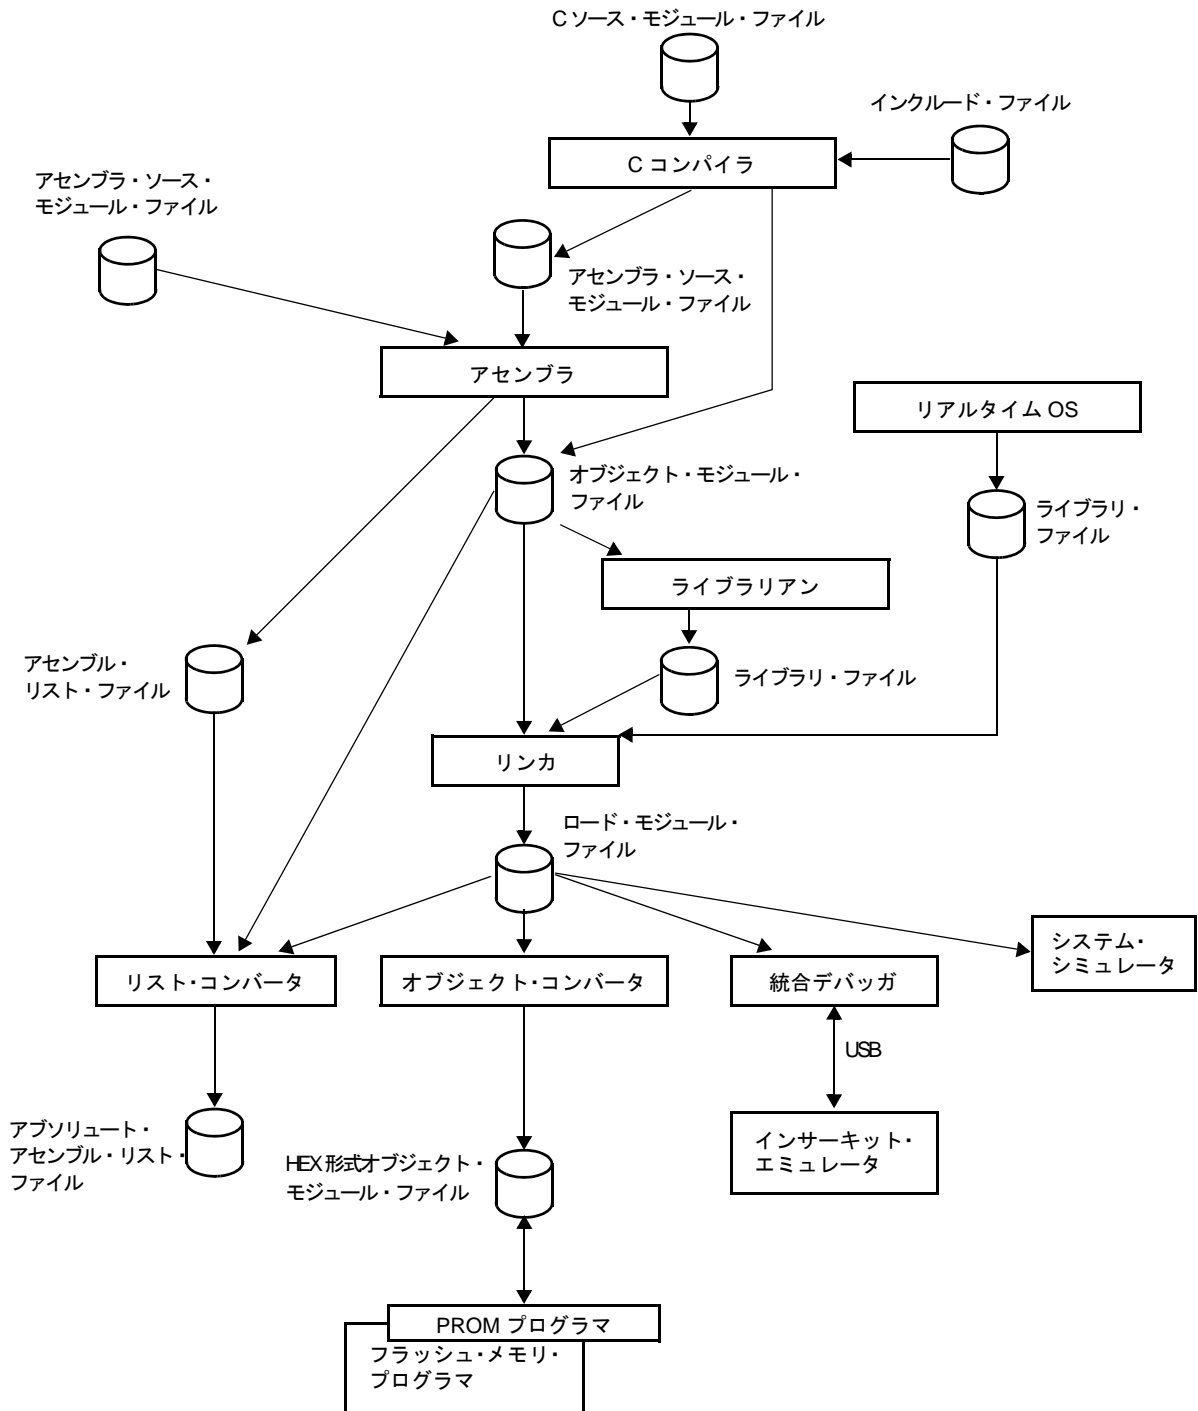 C ソース・モジュール・ファイル
インクルード・ファイル
C コンパイラ
アセンブラ・ソース・
モジュール・ファイル
アセンブラ・ソース・
モジュール・ファイル
アセンブラ
リアルタイム OS
オブジェクト・モジュール・
ファイル
ライブラリ・
ファイル
ライブラリアン
アセンブル・
リスト・ファイル
ライブラリ・ファイル
リンカ
ロード・モジュール・
ファイル
システム・
シミュレータ
リスト・コンバータ
オブジェクト・コンバータ
統合デバッガ
USB
アブソリュート・
アセンブル・リスト・
ファイル
HEX 形式オブジェクト・
モジュール・ファイル
インサーキット・
エミュレータ
PROM プログラマ
フラッシュ・メモリ・
プログラマ